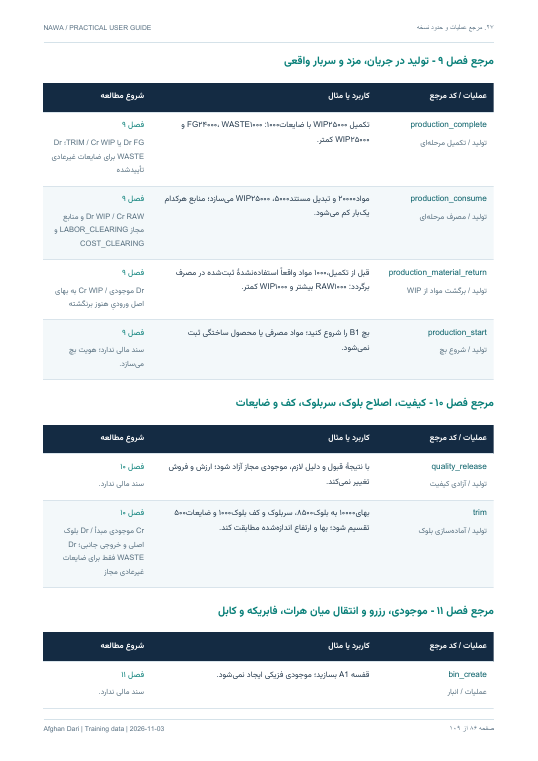 NAWA / PRACTICAL USER GUIDE
۳۲. مرجع عملیات و حدود نسخه
مرجع فصل ۹ - تولید در جریان، مزد و سربار واقعی
عملیات / کد مرجع
کاربرد یا مثال
شروع مطالعه
production_complete
تولید / تکمیل مرحله‌ای
تکمیل WIP۲۵۰۰۰ با ضایعات۱۰۰۰: FG۲۴۰۰۰، WASTE۱۰۰۰ و
WIP۲۵۰۰۰ کمتر.
فصل ۹
Dr FG یا TRIM / Cr WIP؛ Dr
WASTE برای ضایعات غیرعادی
تأییدشده
production_consume
تولید / مصرف مرحله‌ای
مواد۲۰۰۰۰ و تبدیل مستند۵۰۰۰، WIP۲۵۰۰۰ می‌سازد؛ منابع هرکدام
یک‌بار کم می‌شود.
فصل ۹
Dr WIP / Cr RAW و منابع
مجاز LABOR_CLEARING و
COST_CLEARING
production_material_return
تولید / برگشت مواد از WIP
قبل از تکمیل،۱۰۰۰ مواد واقعاً استفاده‌نشدهٔ ثبت‌شده در مصرف
برگردد: RAW۱۰۰۰ بیشتر و WIP۱۰۰۰ کمتر.
فصل ۹
Dr موجودی / Cr WIP به بهای
اصل ورودی هنوز برنگشته
production_start
تولید / شروع بچ
بچ B1 را شروع کنید؛ مواد مصرفی یا محصول ساختگی ثبت
نمی‌شود.
فصل ۹
سند مالی ندارد؛ هویت بچ
می‌سازد.
مرجع فصل ۱۰ - کیفیت، اصلاح بلوک، سربلوک، کف و ضایعات
عملیات / کد مرجع
کاربرد یا مثال
شروع مطالعه
quality_release
تولید / آزادی کیفیت
با نتیجهٔ قبول و دلیل لازم، موجودی مجاز آزاد شود؛ ارزش و فروش
تغییر نمی‌کند.
فصل ۱۰
سند مالی ندارد.
trim
تولید / آماده‌سازی بلوک
بهای۱۰۰۰۰ به بلوک۸۵۰۰، سربلوک و کف بلوک۱۰۰۰ و ضایعات۵۰۰
تقسیم شود؛ بها و ارتفاع اندازه‌شده مطابقت کند.
فصل ۱۰
Cr موجودی مبدأ / Dr بلوک
اصلی و خروجی جانبی؛ Dr
WASTE فقط برای ضایعات
غیرعادی مجاز
مرجع فصل ۱۱ - موجودی، رزرو و انتقال میان هرات، فابریکه و کابل
عملیات / کد مرجع
کاربرد یا مثال
شروع مطالعه
bin_create
عملیات / انبار
قفسه A1 بسازید؛ موجودی فزیکی ایجاد نمی‌شود.
فصل ۱۱
سند مالی ندارد.
Afghan Dari | Training data | 2026-11-03
صفحه ۸۴ از ۱۰۹